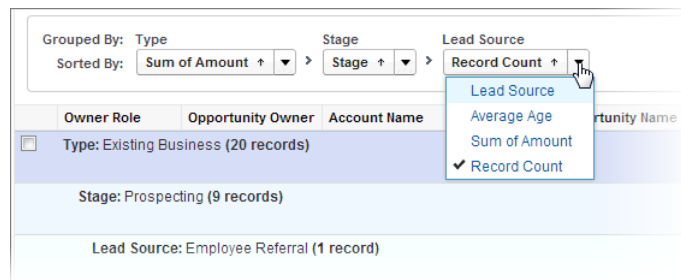 Grouped By: Type Stage Lead Source
Sorted By: Sum of Amount ↑ > Stage ↑ > Record Count ↑
Lead Source
Average Age
Sum of Amount
✔ Record Count
Owner Role Opportunity Owner Account Name rtunity Name
Type: Existing Business (20 records)
Stage: Prospecting (9 records)
Lead Source: Employee Referral (1 record)